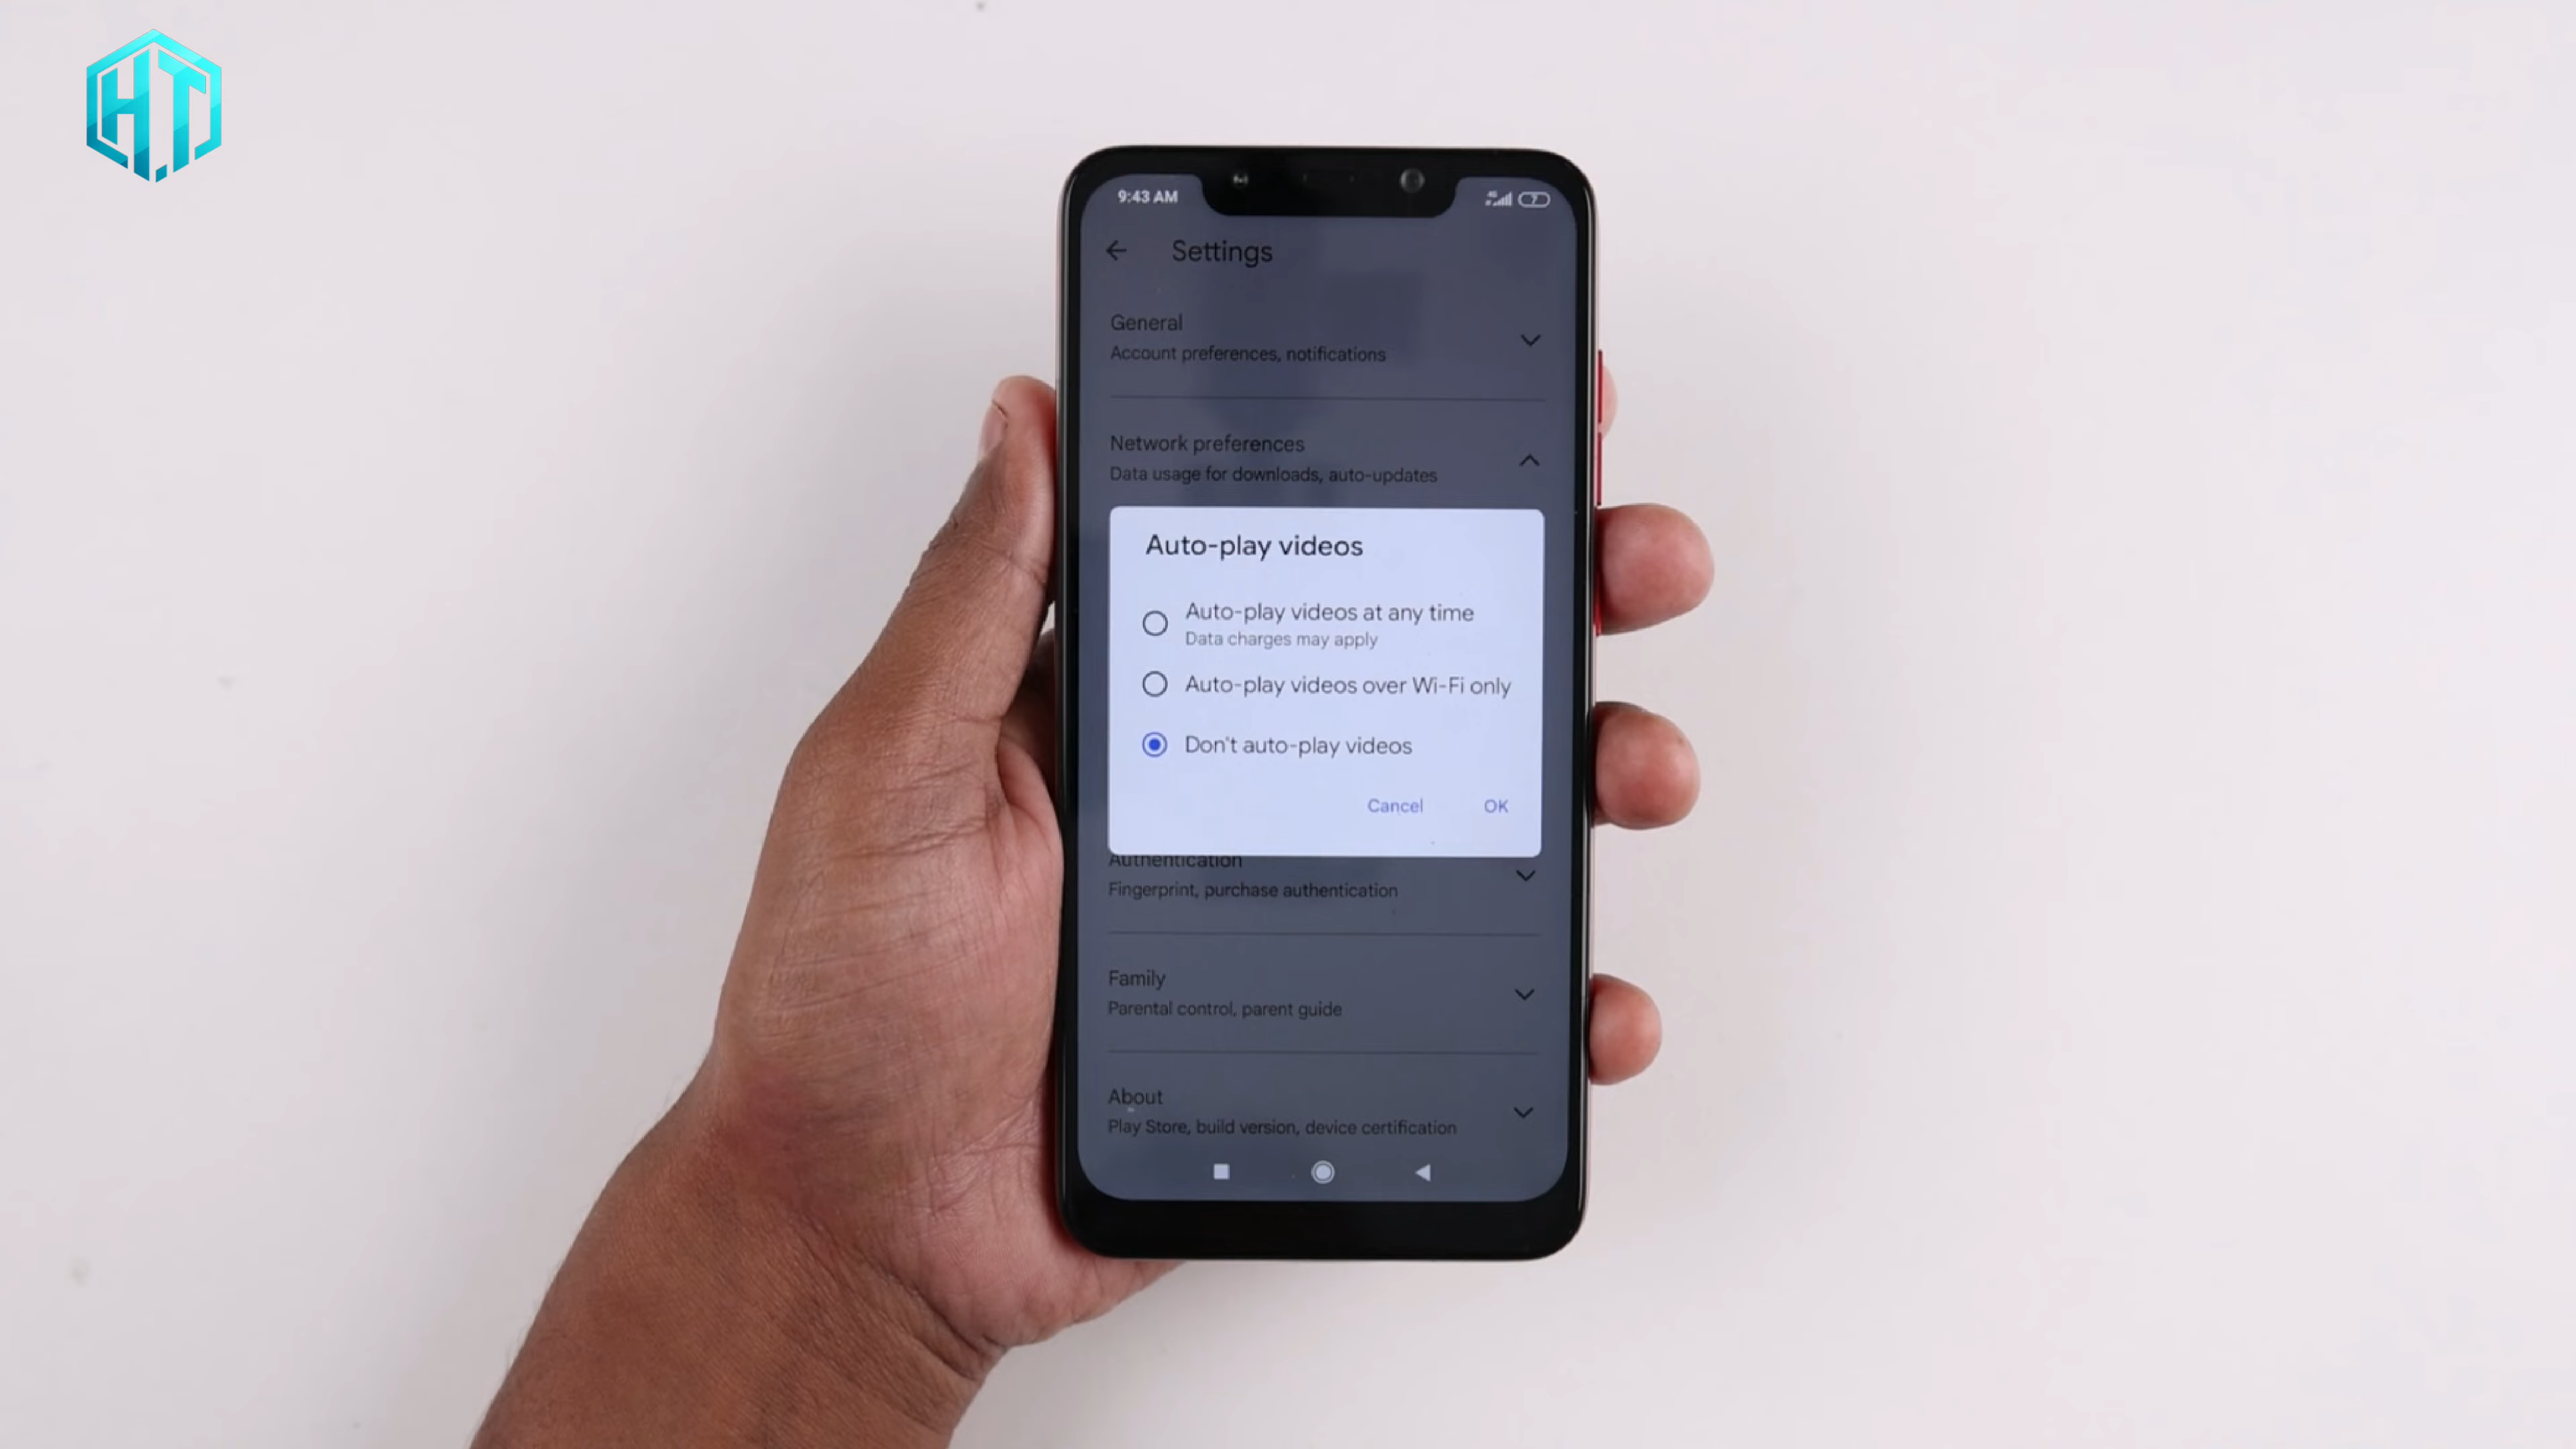 H.T.
9:43 AM
4G
7
Settings
General
Account preferences, notifications
Network preferences
Data usage for downloads, auto-updates
Auto-play videos
Auto-play videos at any time
Data charges may apply
Auto-play videos over Wi-Fi only
Don't auto-play videos
Cancel OK
Authentication
Fingerprint, purchase authentication
Family
Parental control, parent guide
About
Play Store, build version, device certification